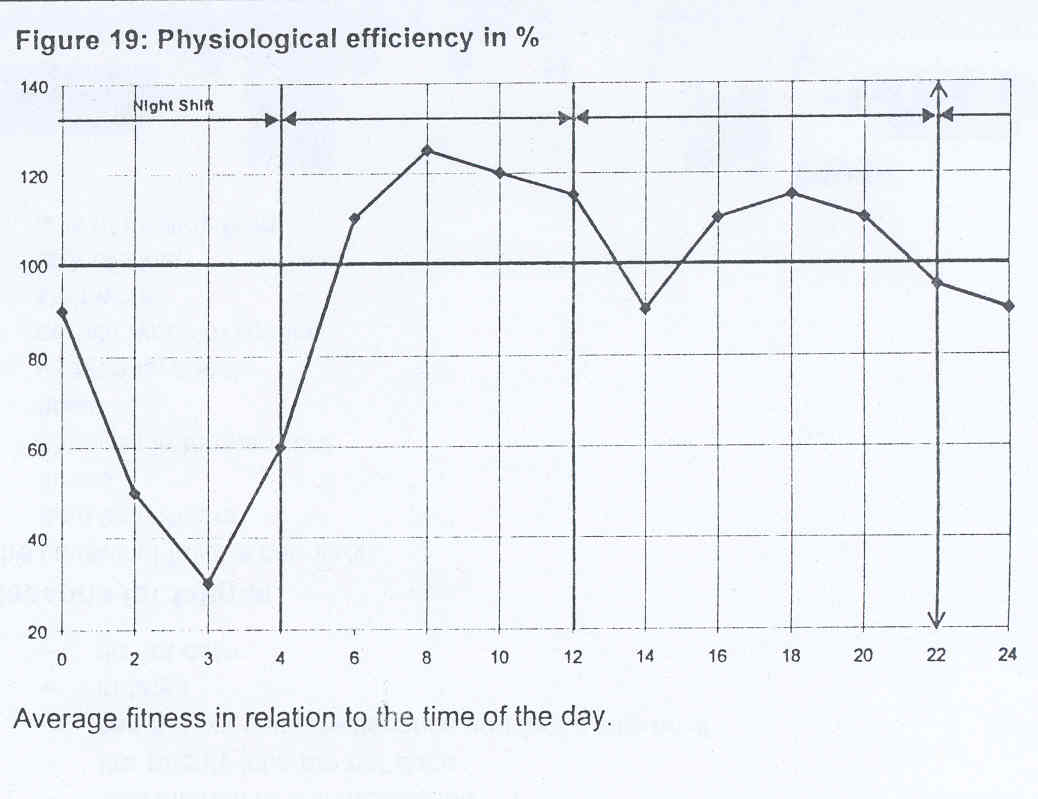 Figure 19: Physiological efficiency in %
140
Night Shift
120
100
80
60
40
20
0 2 3 4 6 8 10 12 14 16 18 20 22 24
Average fitness in relation to the time of the day.